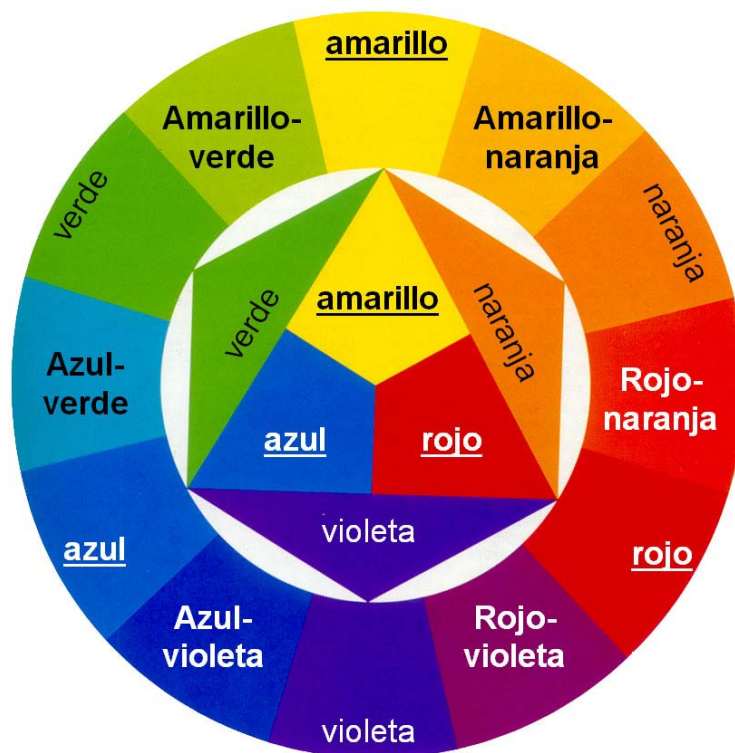 amarillo
Amarillo-
verde
Amarillo-
naranja
verde
naranja
amarillo
verde
naranja
Azul-
verde
Rojo-
naranja
azul
rojo
azul
rojo
violeta
Azul-
violeta
Rojo-
violeta
violeta